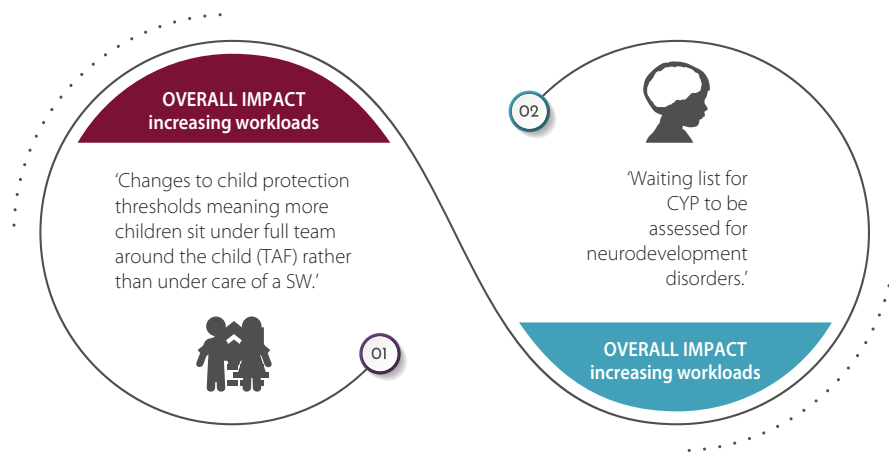 OVERALL IMPACT
increasing workloads
‘Changes to child protection
thresholds meaning more
children sit under full team
around the child (TAF) rather
than under care of a SW.’
01
02
‘Waiting list for
CYP to be
assessed for
neurodevelopment
disorders.’
OVERALL IMPACT
increasing workloads